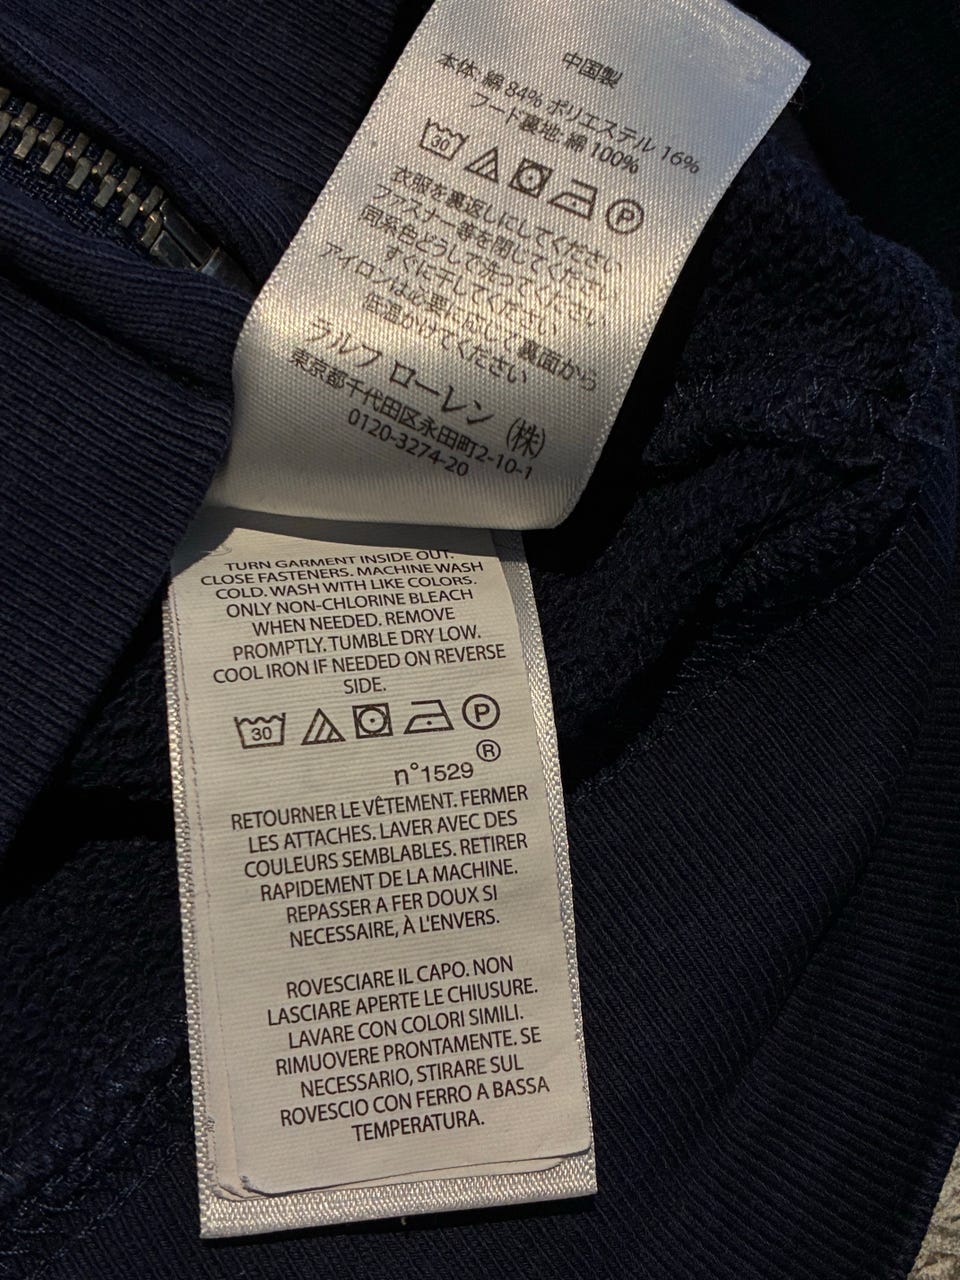 中国製
本体: 綿 84% ポリエステル 16%
フード裏地: 綿 100%
30 P
衣服を裏返しにしてください
ファスナー等を閉じてください
同系色どうしで洗ってください
すぐに干してください
アイロンは必要に応じて裏面から
低温かけてください
ラルフ ローレン (株)
東京都千代田区永田町2-10-1
0120-3274-20
TURN GARMENT INSIDE OUT.
CLOSE FASTENERS. MACHINE WASH
COLD. WASH WITH LIKE COLORS.
ONLY NON-CHLORINE BLEACH
WHEN NEEDED. REMOVE
PROMPTLY. TUMBLE DRY LOW.
COOL IRON IF NEEDED ON REVERSE
SIDE.
30 P
®
n°1529
RETOURNER LE VÊTEMENT. FERMER
LES ATTACHES. LAVER AVEC DES
COULEURS SEMBLABLES. RETIRER
RAPIDEMENT DE LA MACHINE.
REPASSER A FER DOUX SI
NECESSAIRE, À L'ENVERS.
ROVESCIARE IL CAPO. NON
LASCIARE APERTE LE CHIUSURE.
LAVARE CON COLORI SIMILI.
RIMUOVERE PRONTAMENTE. SE
NECESSARIO, STIRARE SUL
ROVESCIO CON FERRO A BASSA
TEMPERATURA.